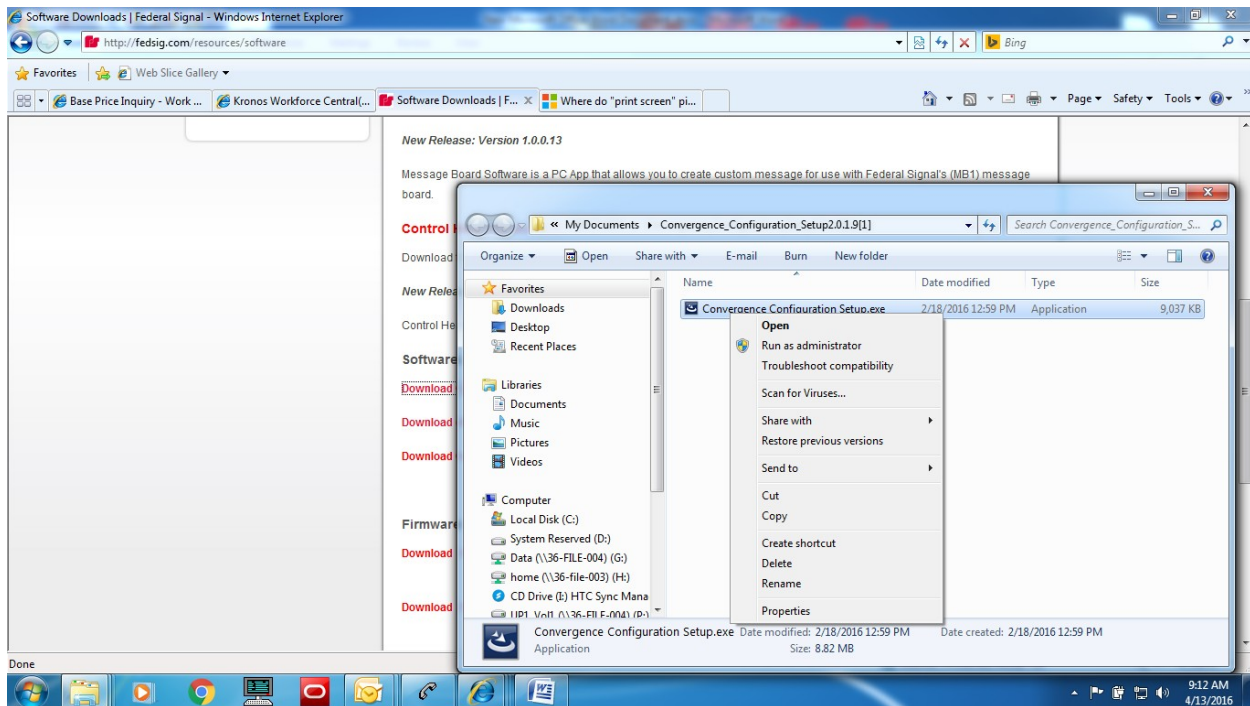 Software Downloads | Federal Signal - Windows Internet Explorer
http://fedsig.com/resources/software
Bing
Favorites
Web Slice Gallery
Base Price Inquiry - Work ...
Kronos Workforce Central(...
Software Downloads | F...
Where do "print screen" pi...
Page
Safety
Tools
New Release: Version 1.0.0.13
Message Board Software is a PC App that allows you to create custom message for use with Federal Signal's (MB1) message
board.
Control
Download
New Relea
Control He
Software
Download
Download
Download
Firmware
Download
Download
Done
« My Documents
Convergence_Configuration_Setup2.0.1.9[1]
Search Convergence_Configuration_S...
Organize
Open
Share with
E-mail
Burn
New folder
Favorites
Downloads
Desktop
Recent Places
Libraries
Documents
Music
Pictures
Videos
Computer
Local Disk (C:)
System Reserved (D:)
Data (\\36-FILE-004) (G:)
home (\\36-file-003) (H:)
CD Drive (I:) HTC Sync Mana
UP1_Vol1 (\\36-FILE-004) (P:)
Name
Date modified
Type
Size
Convergence Configuration Setup.exe
2/18/2016 12:59 PM
Application
9,037 KB
Open
Run as administrator
Troubleshoot compatibility
Scan for Viruses...
Share with
Restore previous versions
Send to
Cut
Copy
Create shortcut
Delete
Rename
Properties
Convergence Configuration Setup.exe Date modified: 2/18/2016 12:59 PM Date created: 2/18/2016 12:59 PM
Application Size: 8.82 MB
9:12 AM
4/13/2016